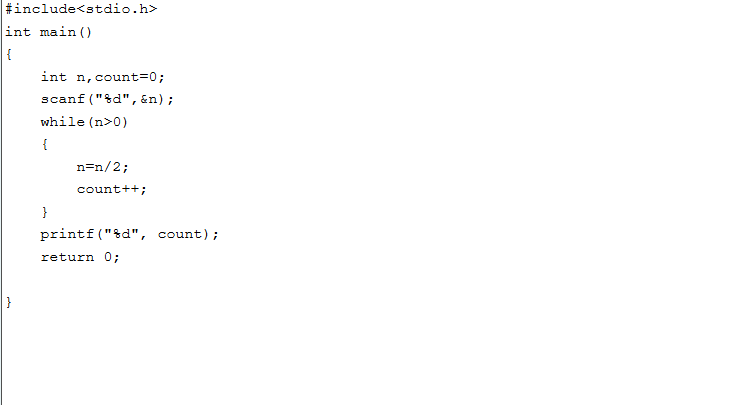 #include<stdio.h>
int main()
{
    int n,count=0;
    scanf("%d",&n);
    while(n>0)
    {
        n=n/2;
        count++;
    }
    printf("%d", count);
    return 0;
}